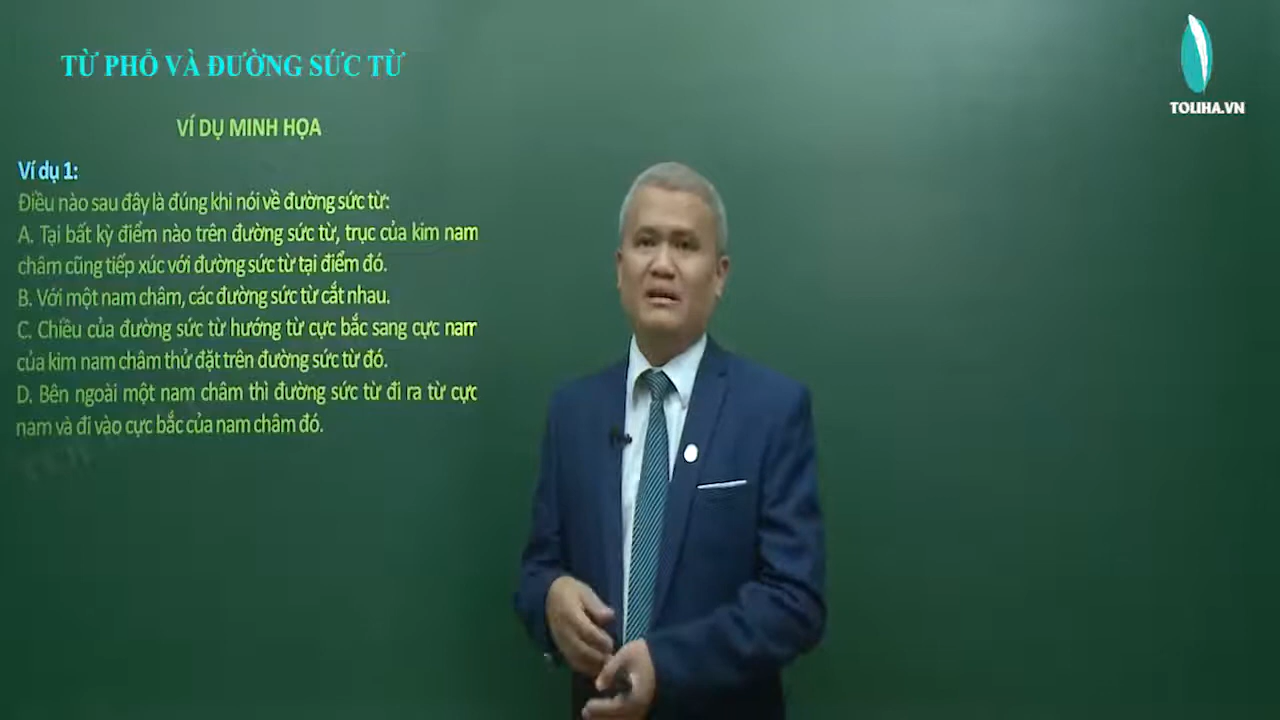 TỪ PHỔ VÀ ĐƯỜNG SỨC TỪ
TOLIHA.VN
VÍ DỤ MINH HỌA
Ví dụ 1:
Điều nào sau đây là đúng khi nói về đường sức từ:
A. Tại bất kỳ điểm nào trên đường sức từ, trục của kim nam
châm cũng tiếp xúc với đường sức từ tại điểm đó.
B. Với một nam châm, các đường sức từ cắt nhau.
C. Chiều của đường sức từ hướng từ cực bắc sang cực nam
của kim nam châm thử đặt trên đường sức từ đó.
D. Bên ngoài một nam châm thì đường sức từ đi ra từ cực
nam và đi vào cực bắc của nam châm đó.